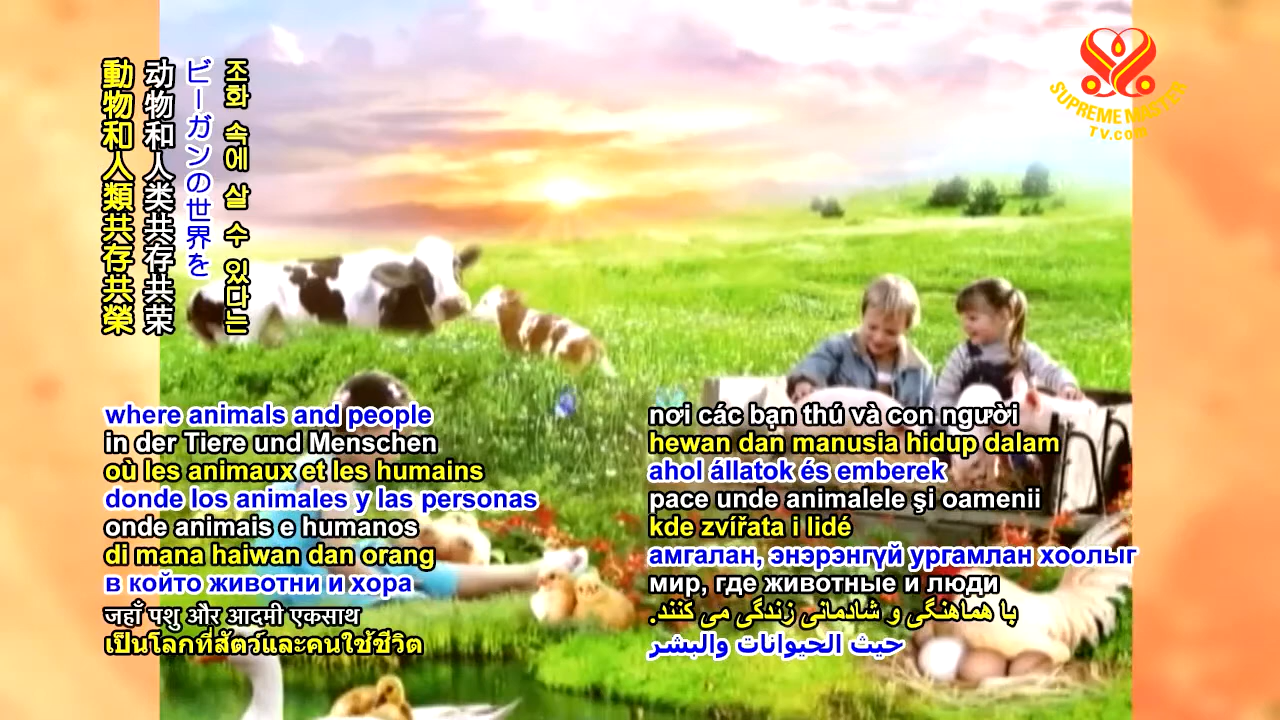 動物和人類共存共榮
动物和人类共存共荣
ビーガンの世界を
조화 속에 살 수 있다는
SUPREME MASTER
TV.com
where animals and people
in der Tiere und Menschen
où les animaux et les humains
donde los animales y las personas
onde animais e humanos
di mana haiwan dan orang
в който животни и хора
जहाँ पशु और आदमी एकसाथ
เป็นโลกที่สัตว์และคนใช้ชีวิต
nơi các bạn thú và con người
hewan dan manusia hidup dalam
ahol állatok és emberek
pace unde animalele şi oamenii
kde zvířata i lidé
амгалан, энэрэнгүй ургамлан хоолыг
мир, где животные и люди
با هماهنگی و شادمانی زندگی می کنند.
حيث الحيوانات والبشر